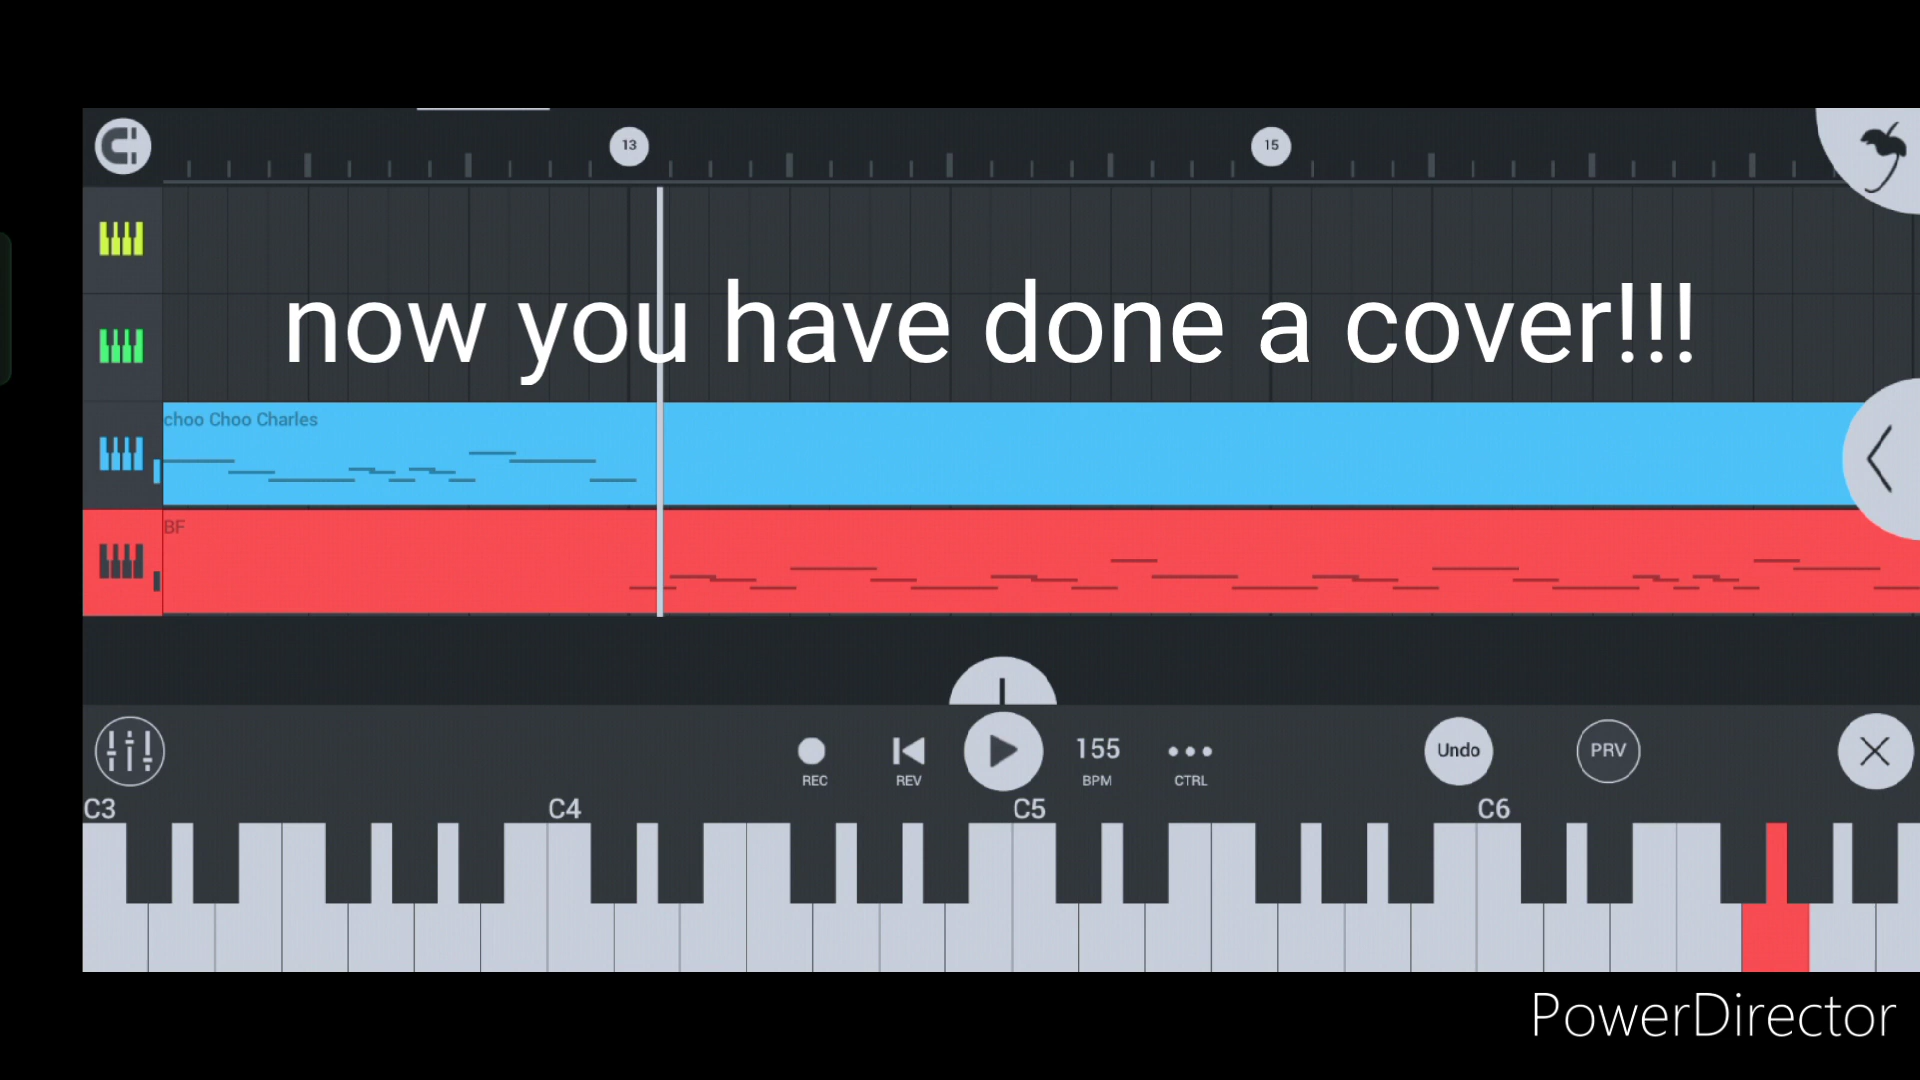 13
15
now you have done a cover!!!
choo Choo Charles
BF
REC
REV
155
BPM
CTRL
Undo
PRV
C3
C4
C5
C6
PowerDirector